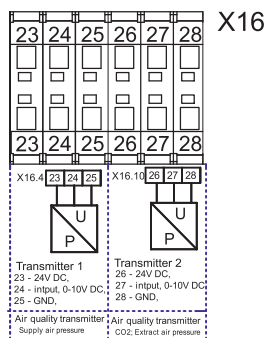 X16
23 24 25 26 27 28
23 24 25 26 27 28
X16.4 23 24 25
X16.10 26 27 28
U
P
U
P
Transmitter 1
23 - 24V DC,
24 - intput, 0-10V DC
25 - GND,
Transmitter 2
26 - 24V DC,
27 - intput, 0-10V DC
28 - GND,
Air quality transmitter
Supply air pressure
Air quality transmitter
CO2; Extract air pressure